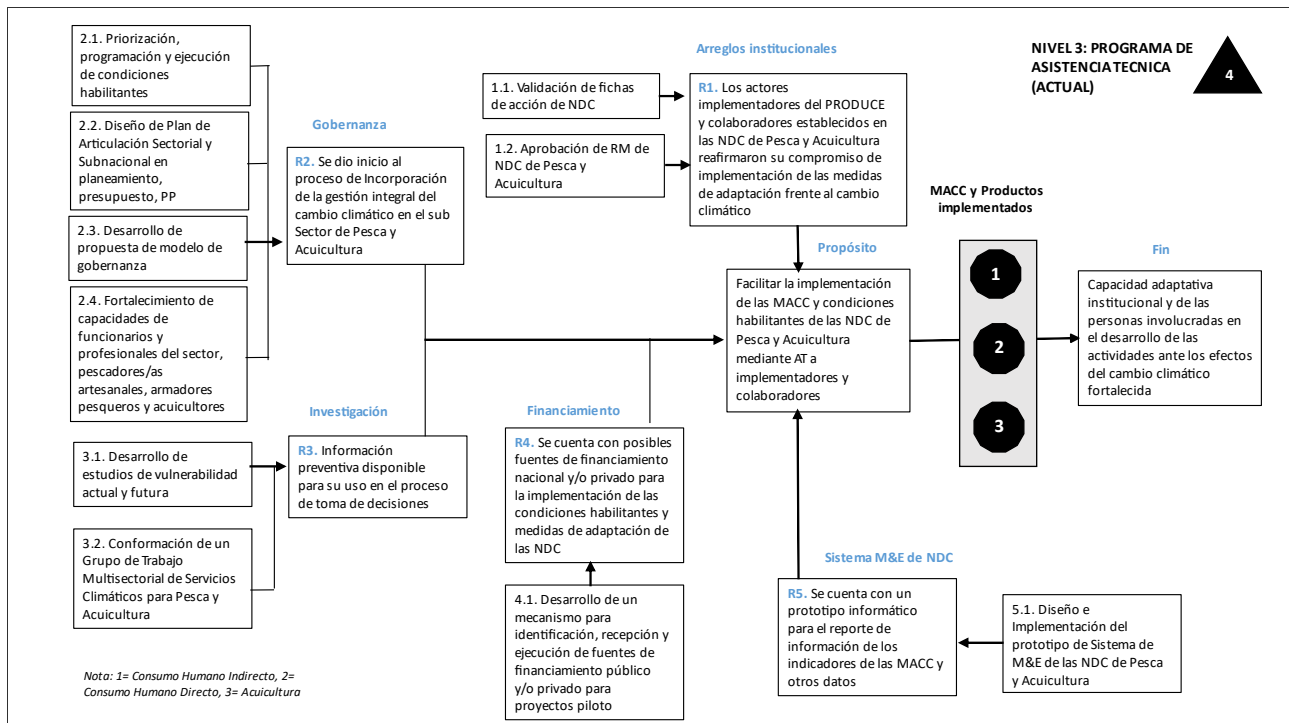 2.1. Priorización,
programación y ejecución
de condiciones
habilitantes
2.2. Diseño de Plan de
Articulación Sectorial y
Subnacional en
planeamiento,
presupuesto, PP
2.3. Desarrollo de
propuesta de modelo de
gobernanza
2.4. Fortalecimiento de
capacidades de
funcionarios y
profesionales del sector,
pescadores/as
artesanales, armadores
pesqueros y acuicultores
Gobernanza
R2. Se dio inicio al
proceso de Incorporación
de la gestión integral del
cambio climático en el sub
Sector de Pesca y
Acuicultura
3.1. Desarrollo de
estudios de vulnerabilidad
actual y futura
3.2. Conformación de un
Grupo de Trabajo
Multisectorial de Servicios
Climáticos para Pesca y
Acuicultura
Investigación
R3. Información
preventiva disponible
para su uso en el proceso
de toma de decisiones
Arreglos institucionales
1.1. Validación de fichas
de acción de NDC
1.2. Aprobación de RM de
NDC de Pesca y
Acuicultura
R1. Los actores
implementadores del PRODUCE
y colaboradores establecidos en
las NDC de Pesca y Acuicultura
reafirmaron su compromiso de
implementación de las medidas
de adaptación frente al cambio
climático
Financiamiento
R4. Se cuenta con posibles
fuentes de financiamiento
nacional y/o privado para
la implementación de las
condiciones habilitantes y
medidas de adaptación de
las NDC
4.1. Desarrollo de un
mecanismo para
identificación, recepción y
ejecución de fuentes de
financiamiento público
y/o privado para
proyectos piloto
Propósito
Facilitar la implementación
de las MACC y condiciones
habilitantes de las NDC de
Pesca y Acuicultura
mediante AT a
implementadores y
colaboradores
Sistema M&E de NDC
R5. Se cuenta con un
prototipo informático
para el reporte de
información de los
indicadores de las MACC y
otros datos
5.1. Diseño e
Implementación del
prototipo de Sistema de
M&E de las NDC de Pesca
y Acuicultura
NIVEL 3: PROGRAMA DE
ASISTENCIA TECNICA
(ACTUAL)
4
MACC y Productos
implementados
1
2
3
Fin
Capacidad adaptativa
institucional y de las
personas involucradas en
el desarrollo de las
actividades ante los efectos
del cambio climático
fortalecida
Nota: 1= Consumo Humano Indirecto, 2=
Consumo Humano Directo, 3= Acuicultura